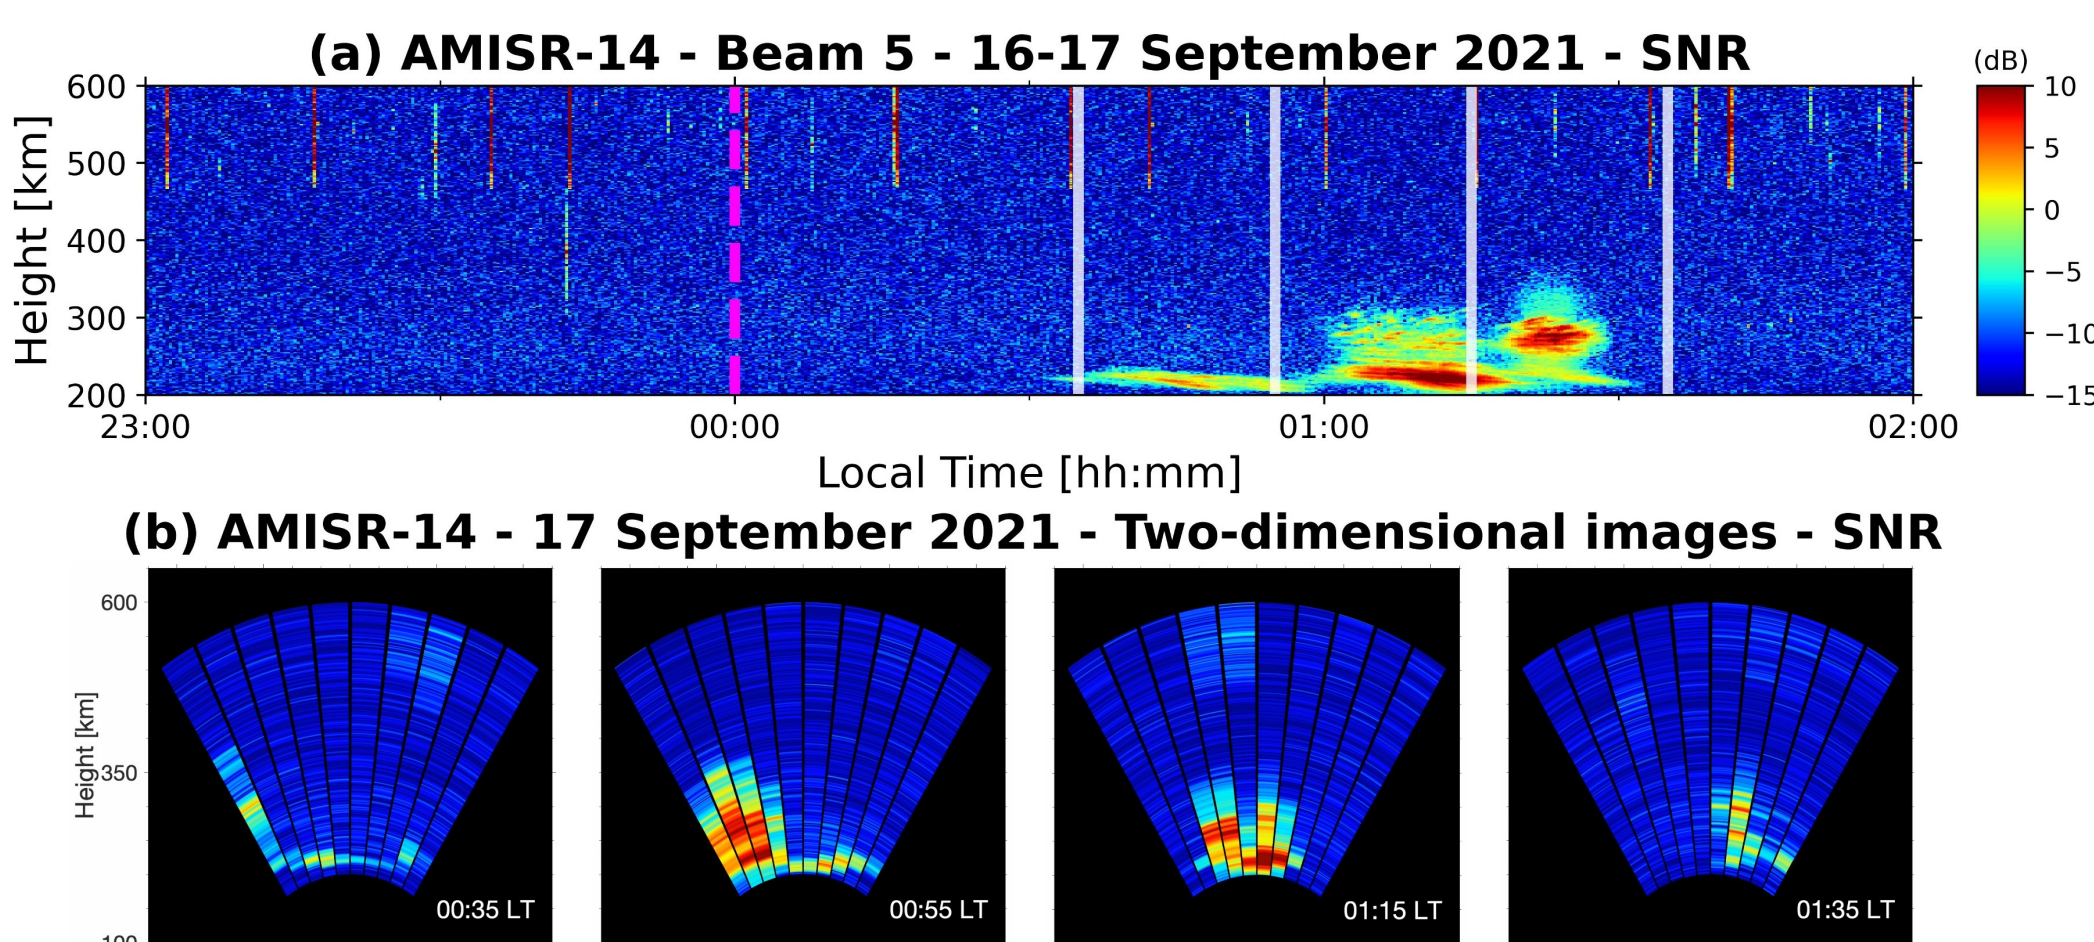 (a) AMISR-14 - Beam 5 - 16-17 September 2021 - SNR
(dB)
600
500
400
300
200
Height [km]
10
5
0
−5
−10
−15
23:00 00:00 01:00 02:00
Local Time [hh:mm]
(b) AMISR-14 - 17 September 2021 - Two-dimensional images - SNR
600
350
100
Height [km]
00:35 LT 00:55 LT 01:15 LT 01:35 LT